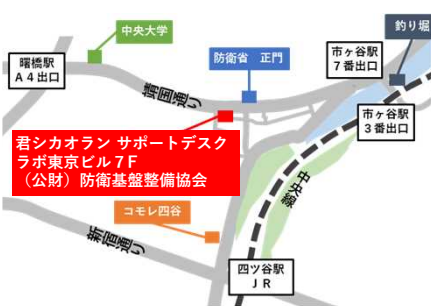 中央大学
釣り堀
曙橋駅
A4出口
防衛省 正門
市ヶ谷駅
7番出口
靖国通り
市ヶ谷駅
3番出口
君シカオラン サポートデスク
ラボ東京ビル7F
（公財）防衛基盤整備協会
中央線
コモレ四谷
新宿通り
四ツ谷駅
JR